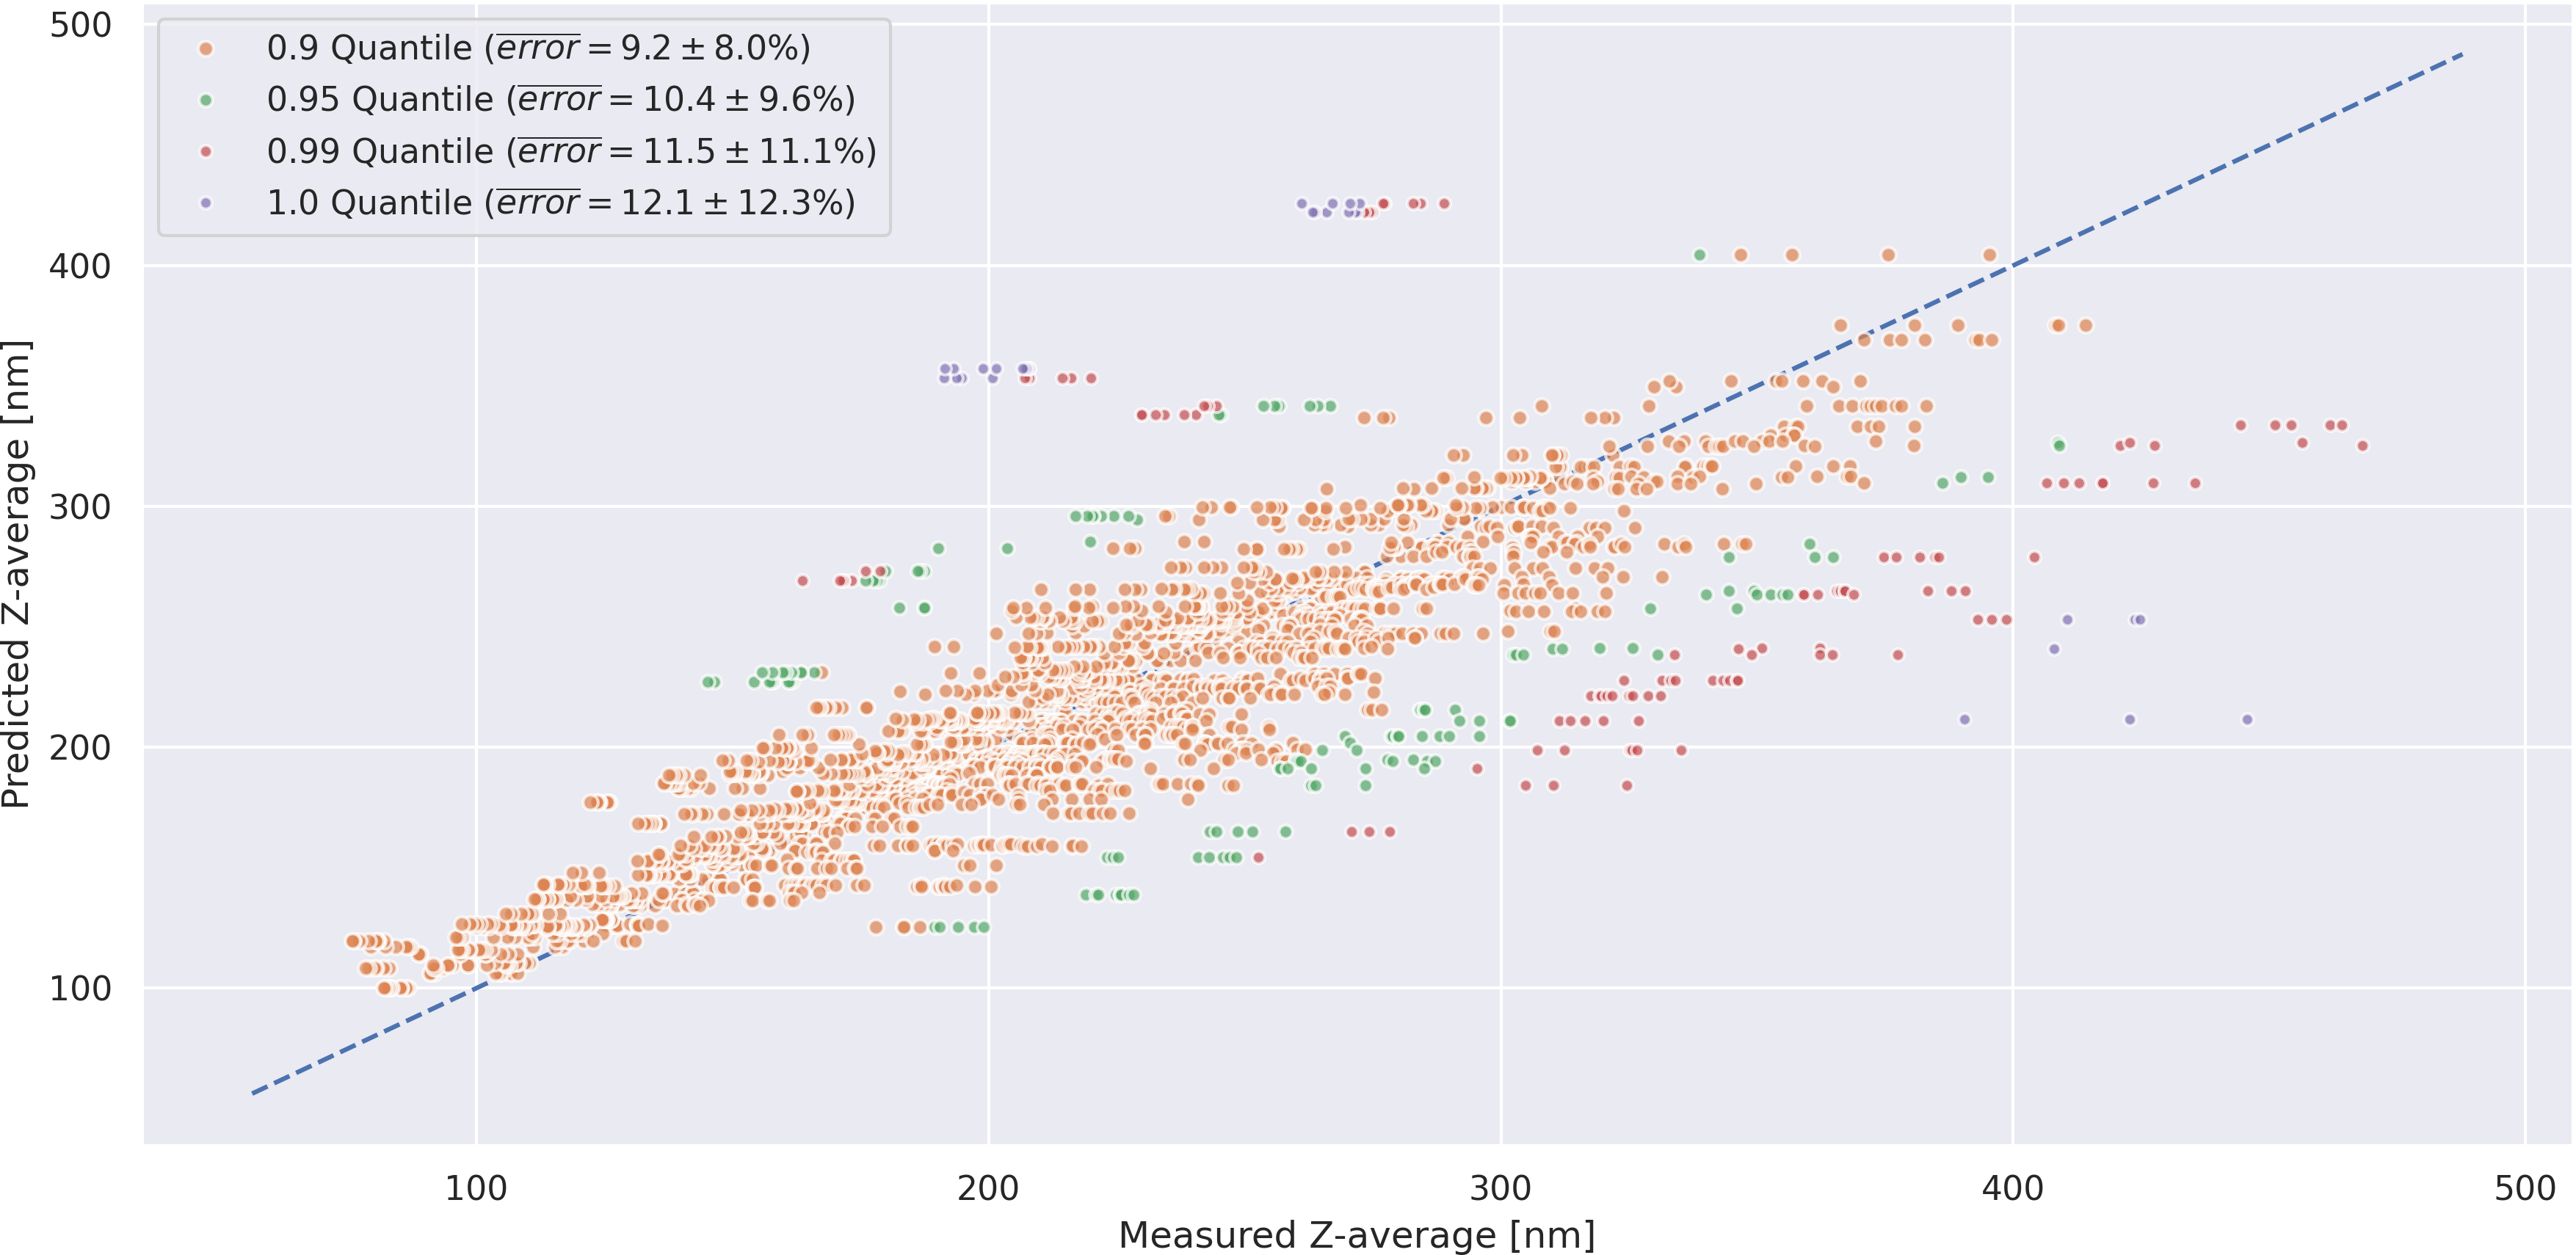 0.9 Quantile (error = 9.2 ± 8.0%)
0.95 Quantile (error = 10.4 ± 9.6%)
0.99 Quantile (error = 11.5 ± 11.1%)
1.0 Quantile (error = 12.1 ± 12.3%)
500
400
300
200
100
Predicted Z-average [nm]
100 200 300 400 500
Measured Z-average [nm]